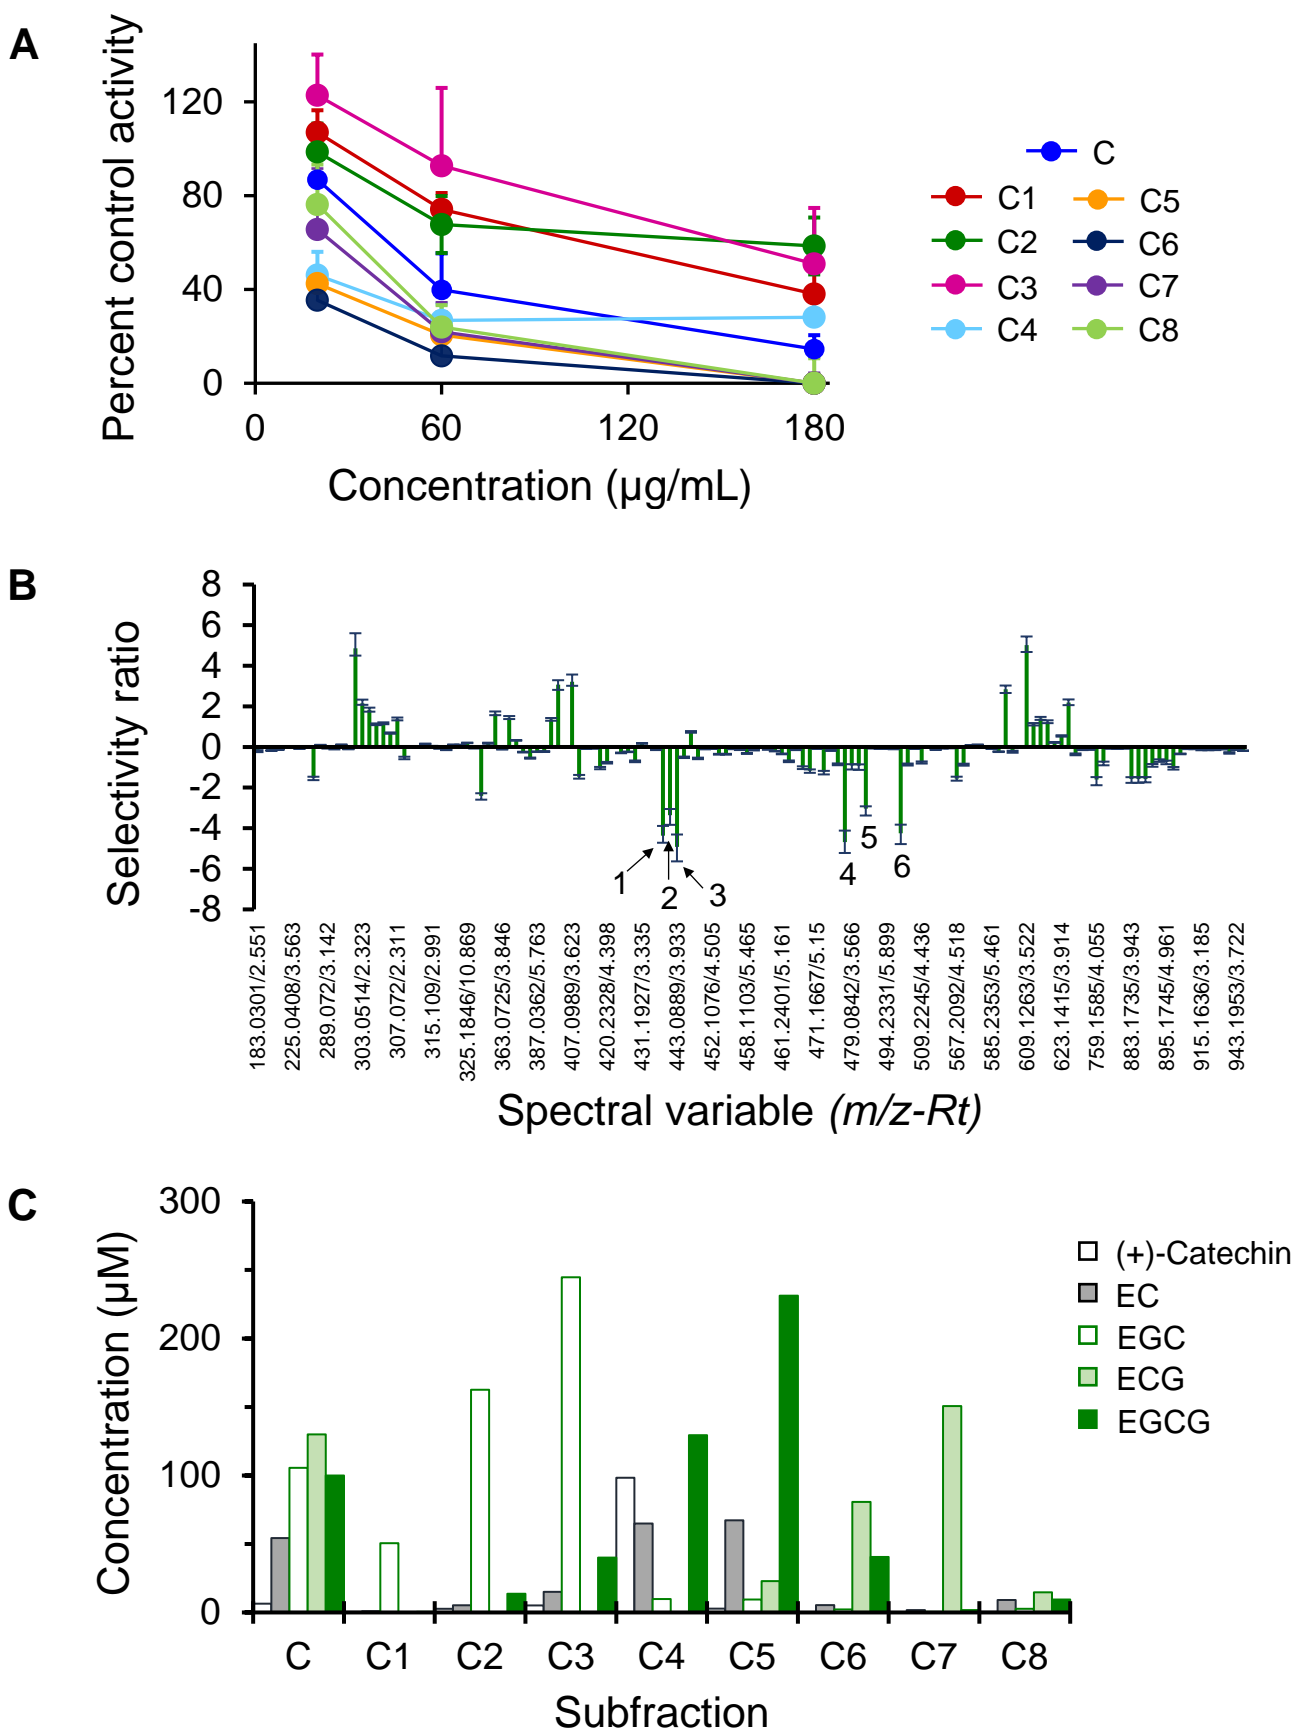 A
Percent control activity
120
80
40
0
0 60 120 180
Concentration (µg/mL)
C
C1 C5
C2 C6
C3 C7
C4 C8
B
Selectivity ratio
8
6
4
2
0
-2
-4
-6
-8
1
2
3
4
5
6
183.0301/2.551
225.0408/3.563
289.072/3.142
303.0514/2.323
307.072/2.311
315.109/2.991
325.1846/10.869
363.0725/3.846
387.0362/5.763
407.0989/3.623
420.2328/4.398
431.1927/3.335
443.0889/3.933
452.1076/4.505
458.1103/5.465
461.2401/5.161
471.1667/5.15
479.0842/3.566
494.2331/5.899
509.2245/4.436
567.2092/4.518
585.2353/5.461
609.1263/3.522
623.1415/3.914
759.1585/4.055
883.1735/3.943
895.1745/4.961
915.1636/3.185
943.1953/3.722
Spectral variable (m/z-Rt)
C
Concentration (µM)
300
200
100
0
(+)-Catechin
EC
EGC
ECG
EGCG
C C1 C2 C3 C4 C5 C6 C7 C8
Subfraction